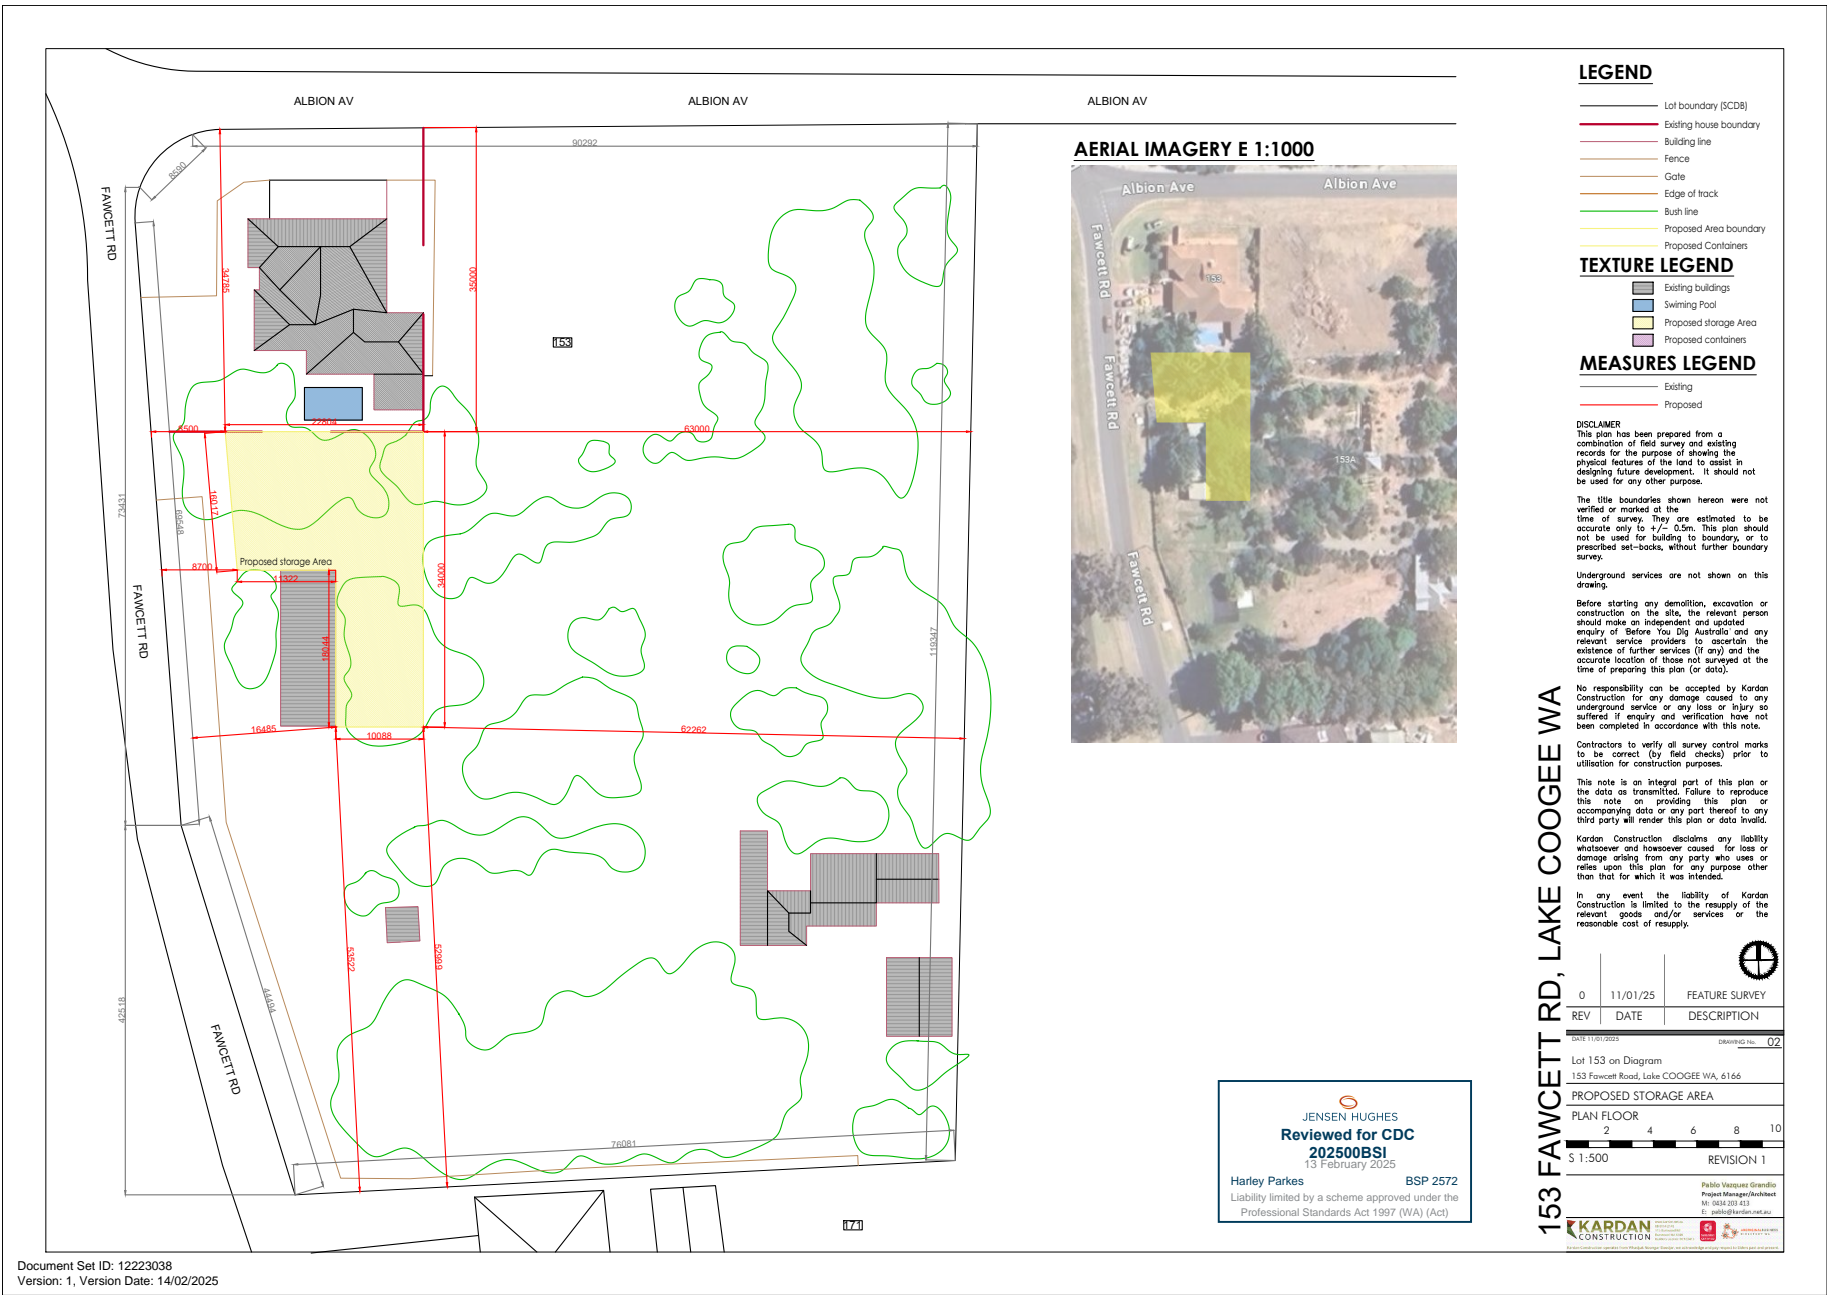 ALBION AV
ALBION AV
ALBION AV
FAWCETT RD
FAWCETT RD
FAWCETT RD
90292
8590
34785
35000
153
6500
22804
63000
16017
73431
69548
8700
Proposed storage Area
11322
34000
18044
119347
16485
10088
62262
53522
52999
44494
42518
76081
171
AERIAL IMAGERY E 1:1000
Albion Ave
Albion Ave
Fawcett Rd
Fawcett Rd
Fawcett Rd
153
153A
LEGEND
Lot boundary (SCDB)
Existing house boundary
Building line
Fence
Gate
Edge of track
Bush line
Proposed Area boundary
Proposed Containers
TEXTURE LEGEND
Existing buildings
Swiming Pool
Proposed storage Area
Proposed containers
MEASURES LEGEND
Existing
Proposed
DISCLAIMER
This plan has been prepared from a
combination of field survey and existing
records for the purpose of showing the
physical features of the land to assist in
designing future development. It should not
be used for any other purpose.
The title boundaries shown hereon were not
verified or marked at the
time of survey. They are estimated to be
accurate only to +/- 0.5m. This plan should
not be used for building to boundary, or to
prescribed set-backs, without further boundary
survey.
Underground services are not shown on this
drawing.
Before starting any demolition, excavation or
construction on the site, the relevant person
should make an independent and updated
enquiry of 'Before You Dig Australia' and any
relevant service providers to ascertain the
existence of further services (if any) and the
accurate location of those not surveyed at the
time of preparing this plan (or data).
No responsibility can be accepted by Kardan
Construction for any damage caused to any
underground service or any loss or injury so
suffered if enquiry and verification have not
been completed in accordance with this note.
Contractors to verify all survey control marks
to be correct (by field checks) prior to
utilisation for construction purposes.
This note is an integral part of this plan or
the data as transmitted. Failure to reproduce
this note on providing this plan or
accompanying data or any part thereof to any
third party will render this plan or data invalid.
Kardan Construction disclaims any liability
whatsoever and howsoever caused for loss or
damage arising from any party who uses or
relies upon this plan for any purpose other
than that for which it was intended.
In any event the liability of Kardan
Construction is limited to the resupply of the
relevant goods and/or services or the
reasonable cost of resupply.
153 FAWCETT RD, LAKE COOGEE WA
0 11/01/25 FEATURE SURVEY
REV DATE DESCRIPTION
DATE 11/01/2025 DRAWING No. 02
Lot 153 on Diagram
153 Fawcett Road, Lake COOGEE WA, 6166
PROPOSED STORAGE AREA
PLAN FLOOR
2 4 6 8 10
S 1:500 REVISION 1
Pablo Vazquez Grandio
Project Manager/Architect
M: 0434 203 413
E: pablo@kardan.net.au
KARDAN
CONSTRUCTION
JENSEN HUGHES
Reviewed for CDC
202500BSI
13 February 2025
Harley Parkes BSP 2572
Liability limited by a scheme approved under the
Professional Standards Act 1997 (WA) (Act)
Document Set ID: 12223038
Version: 1, Version Date: 14/02/2025